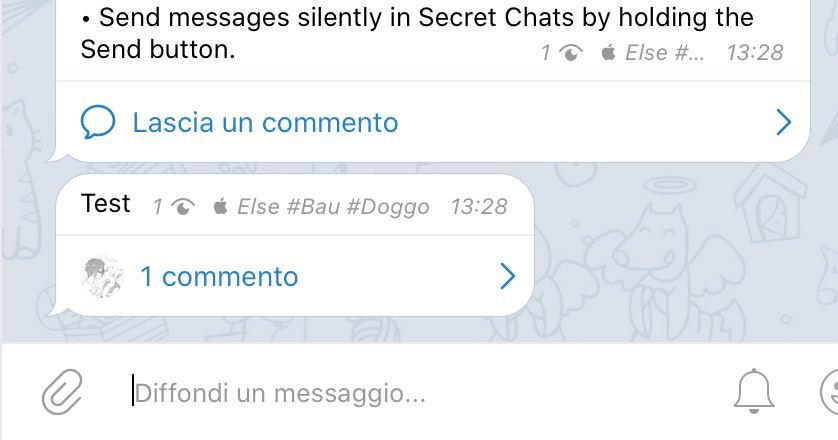 • Send messages silently in Secret Chats by holding the
Send button. 1 Else #... 13:28
Lascia un commento
Test 1 Else #Bau #Doggo 13:28
1 commento
Diffondi un messaggio...